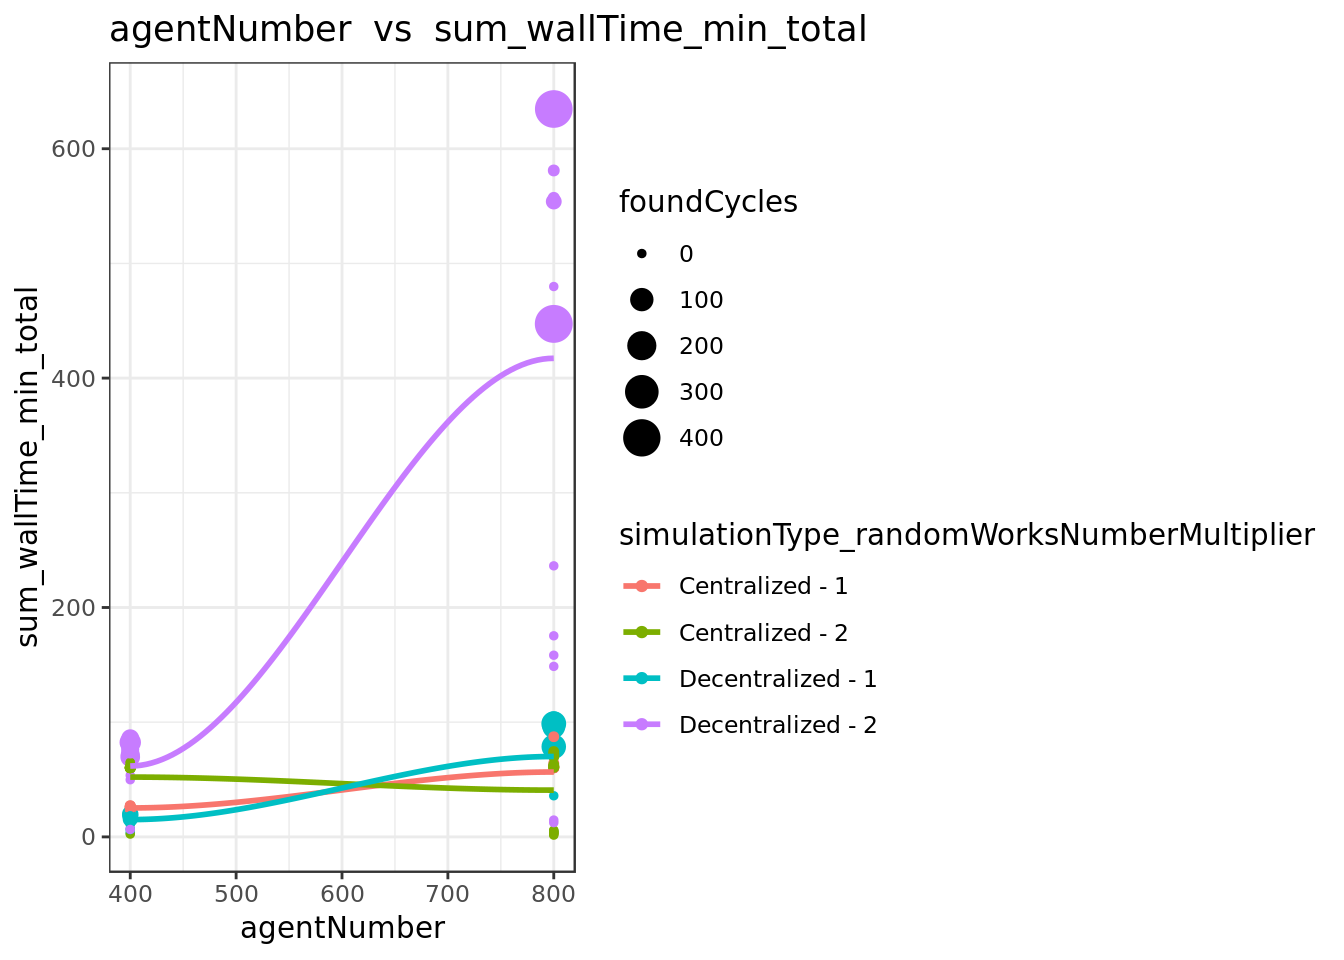 agentNumber vs sum_wallTime_min_total
sum_wallTime_min_total
600
400
200
0
400 500 600 700 800
agentNumber
foundCycles
0
100
200
300
400
simulationType_randomWorksNumberMultiplier
Centralized - 1
Centralized - 2
Decentralized - 1
Decentralized - 2